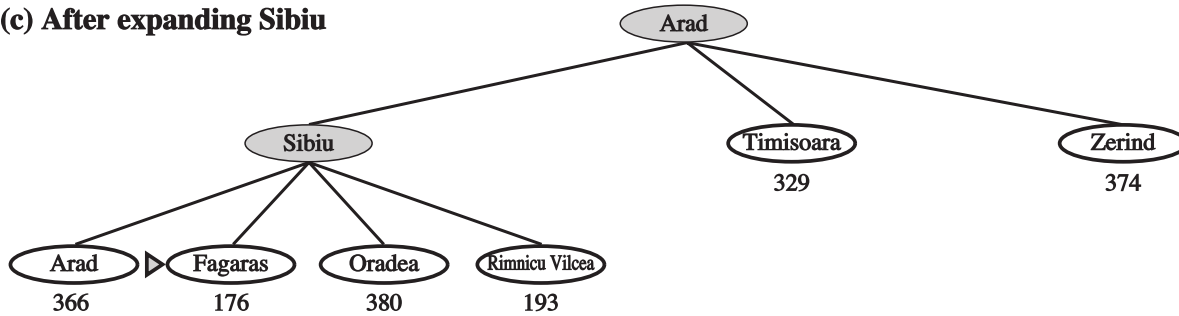 (c) After expanding Sibiu
Arad
Sibiu
Timisoara
Zerind
329
374
Arad
Fagaras
Oradea
Rimnicu Vilcea
366
176
380
193